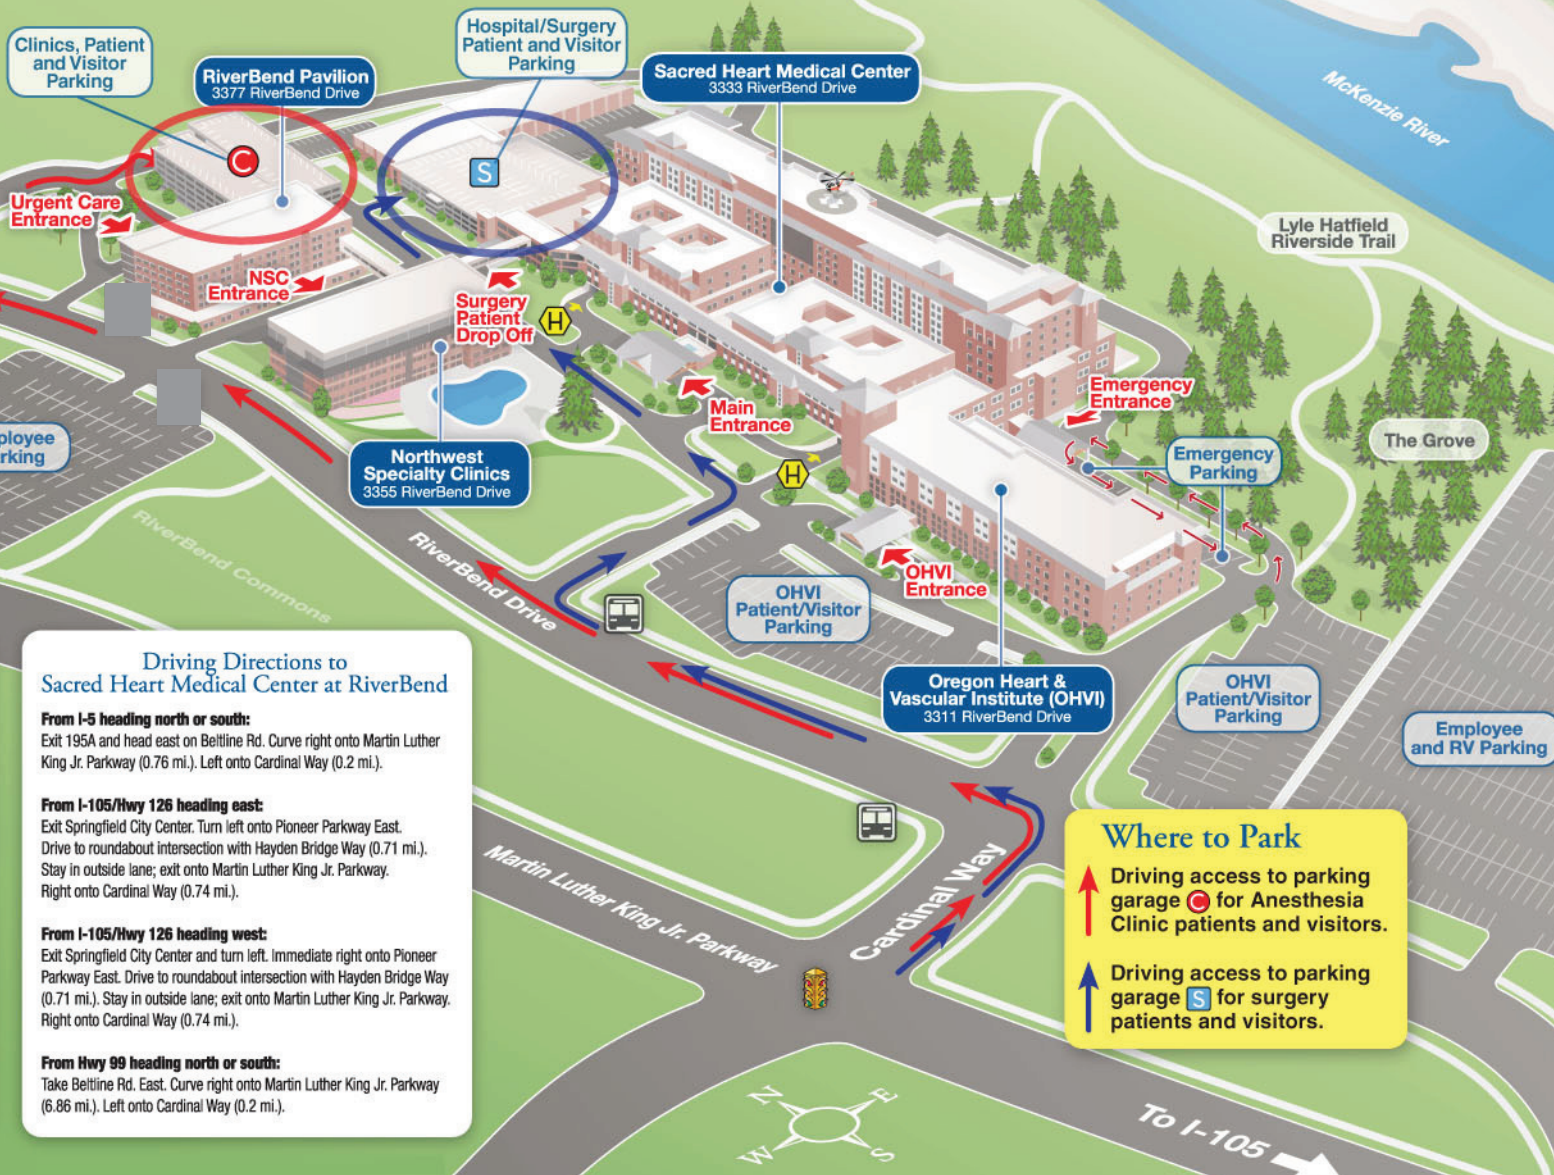 Clinics, Patient
and Visitor
Parking
RiverBend Pavilion
3377 RiverBend Drive
Hospital/Surgery
Patient and Visitor
Parking
Sacred Heart Medical Center
3333 RiverBend Drive
McKenzie River
C
S
Urgent Care
Entrance
Lyle Hatfield
Riverside Trail
NSC
Entrance
Surgery
Patient
Drop Off
H
Main
Entrance
Emergency
Entrance
The Grove
Emergency
Parking
Northwest
Specialty Clinics
3355 RiverBend Drive
H
RiverBend Commons
RiverBend Drive
OHVI
Entrance
OHVI
Patient/Visitor
Parking
Oregon Heart &
Vascular Institute (OHVI)
3311 RiverBend Drive
OHVI
Patient/Visitor
Parking
Employee
and RV Parking
Driving Directions to
Sacred Heart Medical Center at RiverBend
From I-5 heading north or south:
Exit 195A and head east on Beltline Rd. Curve right onto Martin Luther
King Jr. Parkway (0.76 mi.). Left onto Cardinal Way (0.2 mi.).
From I-105/Hwy 126 heading east:
Exit Springfield City Center. Turn left onto Pioneer Parkway East.
Drive to roundabout intersection with Hayden Bridge Way (0.71 mi.).
Stay in outside lane; exit onto Martin Luther King Jr. Parkway.
Right onto Cardinal Way (0.74 mi.).
From I-105/Hwy 126 heading west:
Exit Springfield City Center and turn left. Immediate right onto Pioneer
Parkway East. Drive to roundabout intersection with Hayden Bridge Way
(0.71 mi.). Stay in outside lane; exit onto Martin Luther King Jr. Parkway.
Right onto Cardinal Way (0.74 mi.).
From Hwy 99 heading north or south:
Take Beltline Rd. East. Curve right onto Martin Luther King Jr. Parkway
(6.86 mi.). Left onto Cardinal Way (0.2 mi.).
Martin Luther King Jr. Parkway
Cardinal Way
Where to Park
Driving access to parking
garage C for Anesthesia
Clinic patients and visitors.
Driving access to parking
garage S for surgery
patients and visitors.
N
E
W
S
To I-105